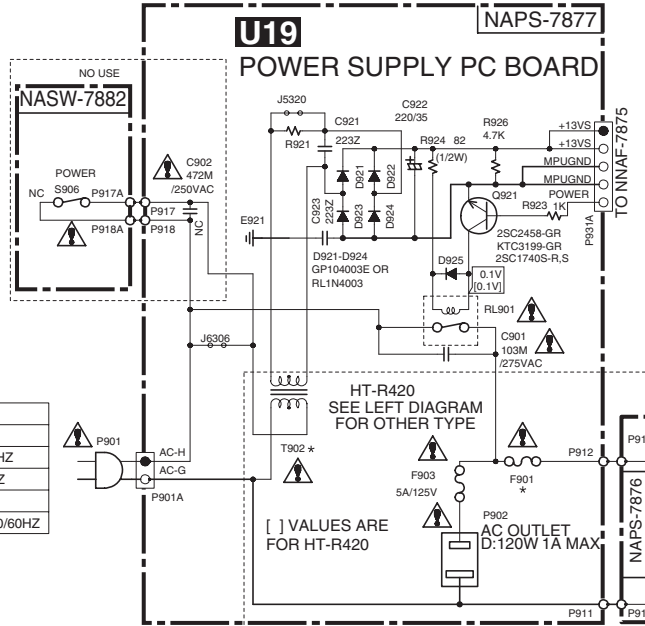 U19
NAPS-7877
POWER SUPPLY PC BOARD
NO USE
NASW-7882
POWER
S906
NC
P917A
P918A
P917
P918
C902
472M
/250VAC
NC
J5320
R921
C921
223Z
C922
220/35
R924 82
(1/2W)
R926
4.7K
+13VS
+13VS
MPUGND
MPUGND
POWER
TO NNAF-7875
P931A
D921
D922
D923
D924
C923
223Z
E921
Q921
R923 1K
2SC2458-GR
KTC3199-GR
2SC1740S-R,S
D921-D924
GP104003E OR
RL1N4003
D925
0.1V
[0.1V]
RL901
C901
103M
/275VAC
J6306
HT-R420
SEE LEFT DIAGRAM
FOR OTHER TYPE
P901
AC-H
AC-G
P901A
T902 *
F903
5A/125V
F901
*
P912
P902
AC OUTLET
D:120W 1A MAX
[ ] VALUES ARE
FOR HT-R420
NAPS-7876
P911
HZ
Z
0/60HZ